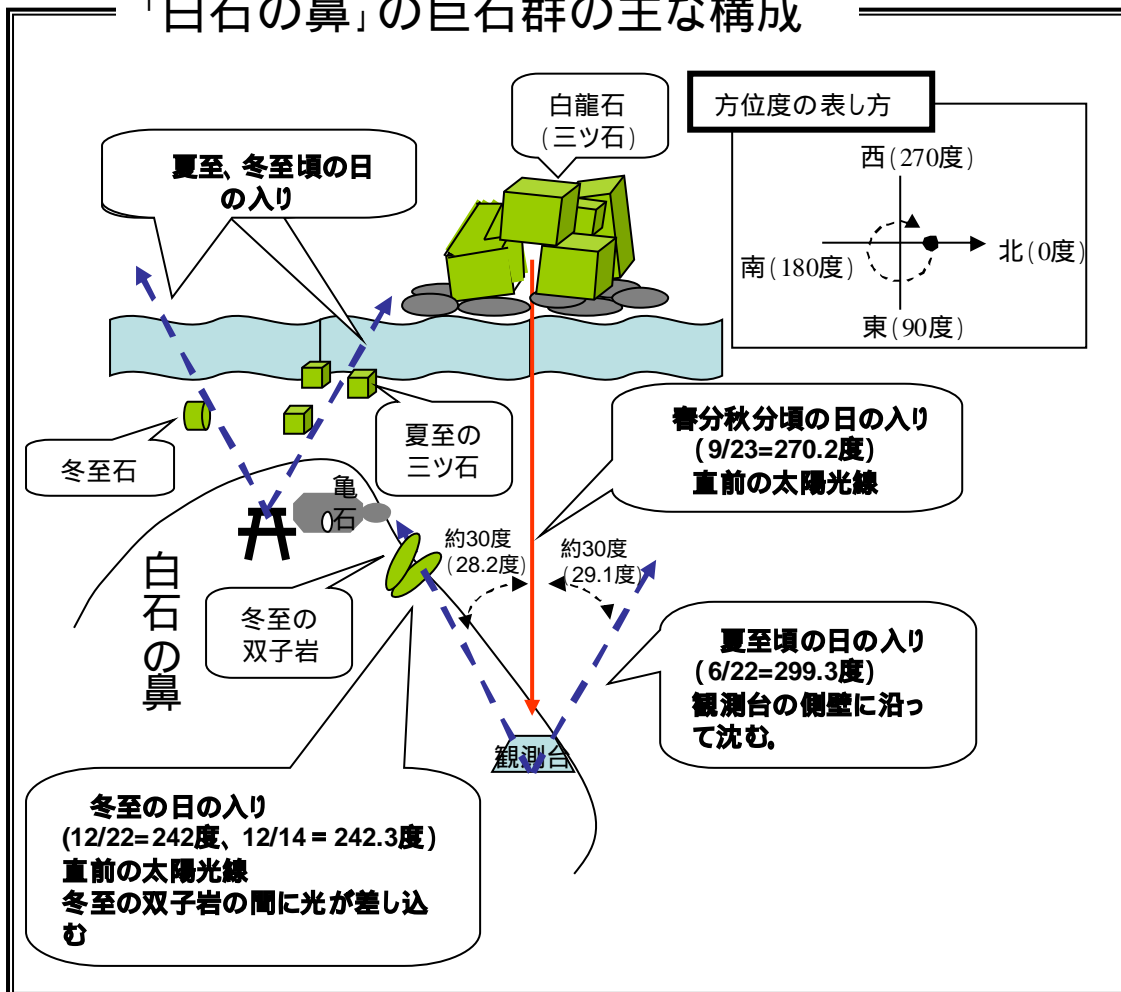 「白石の鼻」の巨石群の主な構成
白龍石
(三ツ石)
方位度の表し方
西(270度)
北(0度)
南(180度)
東(90度)
夏至、冬至頃の日
の入り
冬至石
夏至の
三ツ石
春分秋分頃の日の入り
(9/23=270.2度)
直前の太陽光線
亀
石
白石の鼻
冬至の
双子岩
約30度
(28.2度)
約30度
(29.1度)
夏至頃の日の入り
(6/22=299.3度)
観測台の側壁に沿っ
て沈む。
観測台
冬至の日の入り
(12/22=242度、12/14 = 242.3度)
直前の太陽光線
冬至の双子岩の間に光が差し込
む